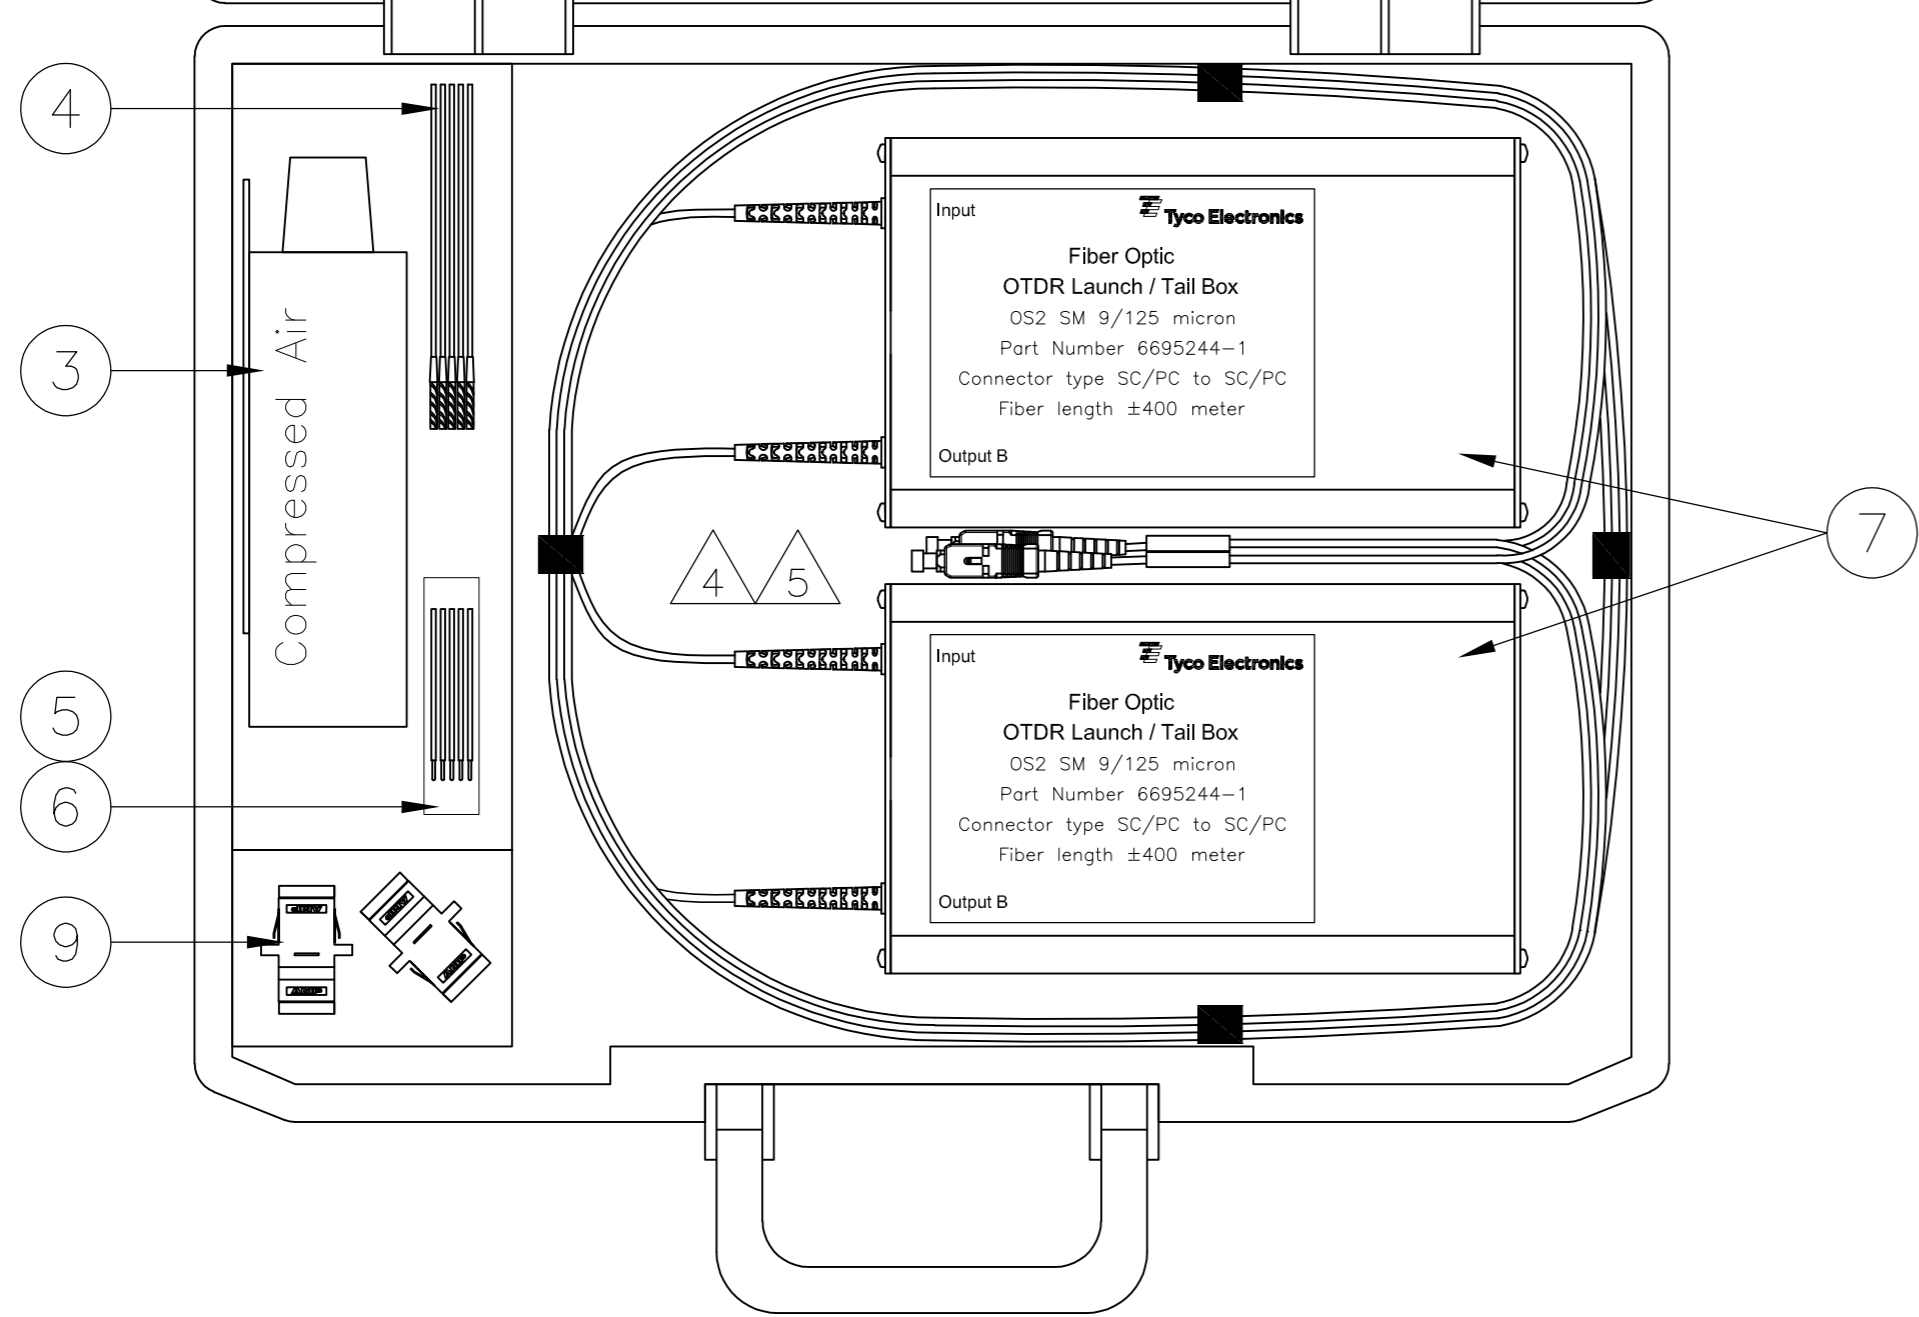 4
3
Compressed Air
5
6
9
Input
Tyco Electronics
Fiber Optic
OTDR Launch / Tail Box
OS2 SM 9/125 micron
Part Number 6695244-1
Connector type SC/PC to SC/PC
Fiber length ±400 meter
Output B
7
4
5
Input
Tyco Electronics
Fiber Optic
OTDR Launch / Tail Box
OS2 SM 9/125 micron
Part Number 6695244-1
Connector type SC/PC to SC/PC
Fiber length ±400 meter
Output B